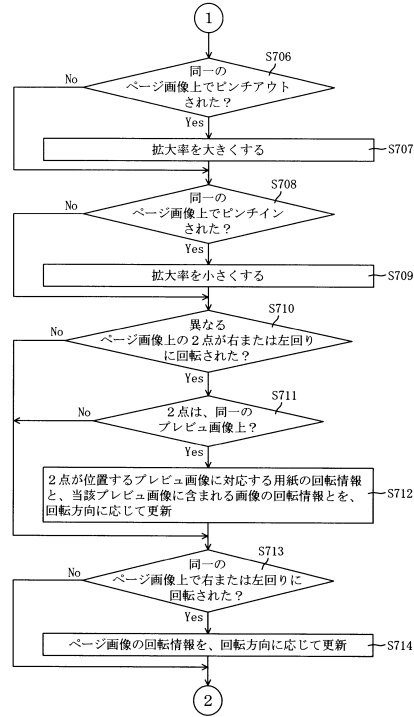 1
S706
同一の
ページ画像上でピンチアウト
された？
No
Yes
拡大率を大きくする
S707
S708
同一の
ページ画像上でピンチイン
された？
No
Yes
拡大率を小さくする
S709
S710
異なる
ページ画像上の２点が右または左回り
に回転された？
No
Yes
S711
２点は、同一の
プレビュ画像上？
No
Yes
２点が位置するプレビュ画像に対応する用紙の回転情報
と、当該プレビュ画像に含まれる画像の回転情報とを、
回転方向に応じて更新
S712
S713
同一の
ページ画像上で右または左回りに
回転された？
No
Yes
ページ画像の回転情報を、回転方向に応じて更新
S714
2